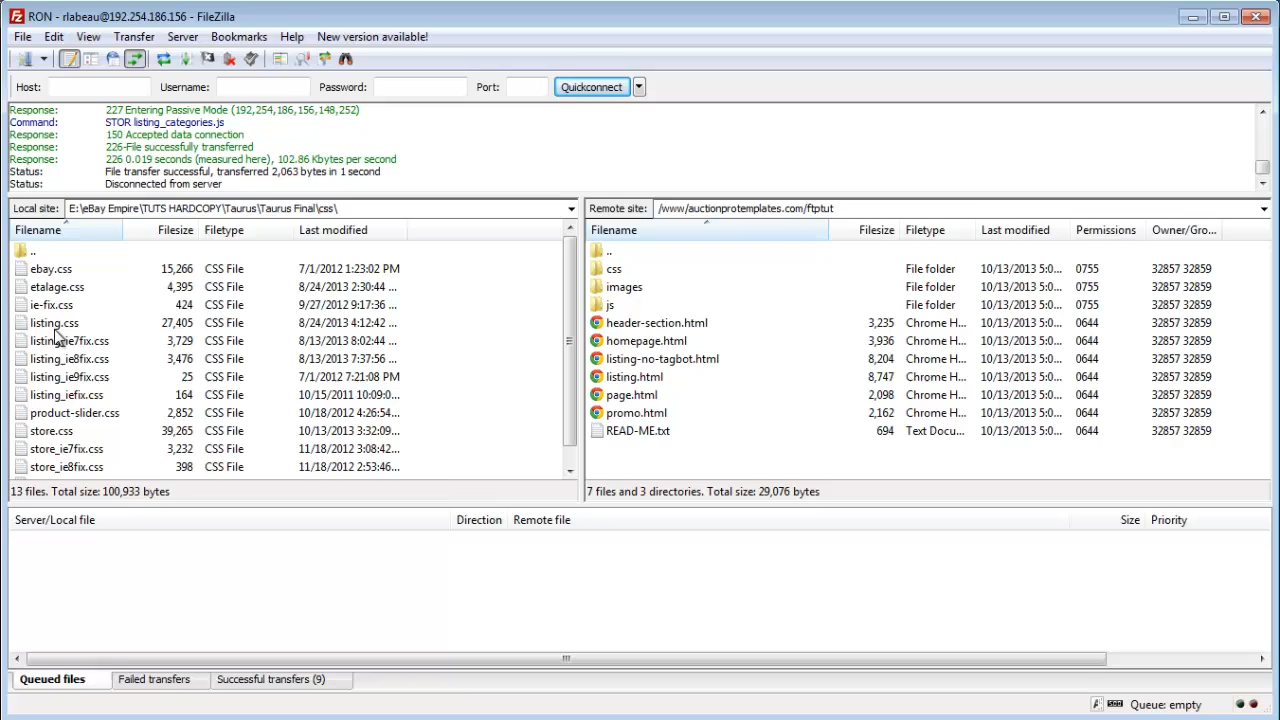 RON - rlabeau@192.254.186.156 - FileZilla
File Edit View Transfer Server Bookmarks Help New version available!
Host: Username: Password: Port: Quickconnect
Response: 227 Entering Passive Mode (192,254,186,156,148,252)
Command: STOR listing_categories.js
Response: 150 Accepted data connection
Response: 226-File successfully transferred
Response: 226 0.019 seconds (measured here), 102.86 Kbytes per second
Status: File transfer successful, transferred 2,063 bytes in 1 second
Status: Disconnected from server
Local site: E:\eBay Empire\TUTS HARDCOPY\Taurus\Taurus Final\css\
Filename Filesize Filetype Last modified
..
ebay.css 15,266 CSS File 7/1/2012 1:23:02 PM
etalage.css 4,395 CSS File 8/24/2013 2:30:44 ...
ie-fix.css 424 CSS File 9/27/2012 9:17:36 ...
listing.css 27,405 CSS File 8/24/2013 4:12:42 ...
listing_ie7fix.css 3,729 CSS File 8/13/2013 8:02:44 ...
listing_ie8fix.css 3,476 CSS File 8/13/2013 7:37:56 ...
listing_ie9fix.css 25 CSS File 7/1/2012 7:21:08 PM
listing_iefix.css 164 CSS File 10/15/2011 10:09:0...
product-slider.css 2,852 CSS File 10/18/2012 4:26:54...
store.css 39,265 CSS File 10/13/2013 3:32:09...
store_ie7fix.css 3,232 CSS File 11/18/2012 3:08:42...
store_ie8fix.css 398 CSS File 11/18/2012 2:53:46...
13 files. Total size: 100,933 bytes
Remote site: /www/auctionprotemplates.com/ftptut
Filename Filesize Filetype Last modified Permissions Owner/Gro...
..
css File folder 10/13/2013 5:0... 0755 32857 32859
images File folder 10/13/2013 5:0... 0755 32857 32859
js File folder 10/13/2013 5:0... 0755 32857 32859
header-section.html 3,235 Chrome H... 10/13/2013 5:0... 0644 32857 32859
homepage.html 3,936 Chrome H... 10/13/2013 5:0... 0644 32857 32859
listing-no-tagbot.html 8,204 Chrome H... 10/13/2013 5:0... 0644 32857 32859
listing.html 8,747 Chrome H... 10/13/2013 5:0... 0644 32857 32859
page.html 2,098 Chrome H... 10/13/2013 5:0... 0644 32857 32859
promo.html 2,162 Chrome H... 10/13/2013 5:0... 0644 32857 32859
READ-ME.txt 694 Text Docu... 10/13/2013 5:0... 0644 32857 32859
7 files and 3 directories. Total size: 29,076 bytes
Server/Local file Direction Remote file Size Priority
Queued files Failed transfers Successful transfers (9)
Queue: empty